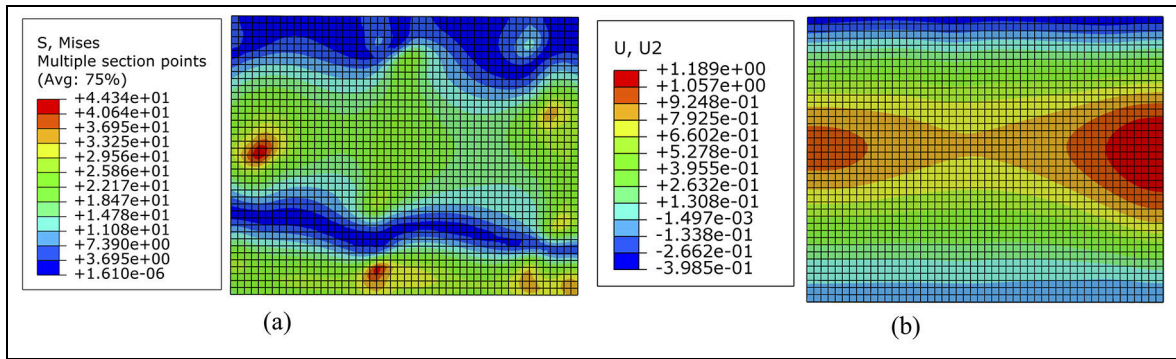 S, Mises
Multiple section points
(Avg: 75%)
+4.434e+01
+4.064e+01
+3.695e+01
+3.325e+01
+2.956e+01
+2.586e+01
+2.217e+01
+1.847e+01
+1.478e+01
+1.108e+01
+7.390e+00
+3.695e+00
+1.610e-06
(a)
U, U2
+1.189e+00
+1.057e+00
+9.248e-01
+7.925e-01
+6.602e-01
+5.278e-01
+3.955e-01
+2.632e-01
+1.308e-01
-1.497e-03
-1.338e-01
-2.662e-01
-3.985e-01
(b)